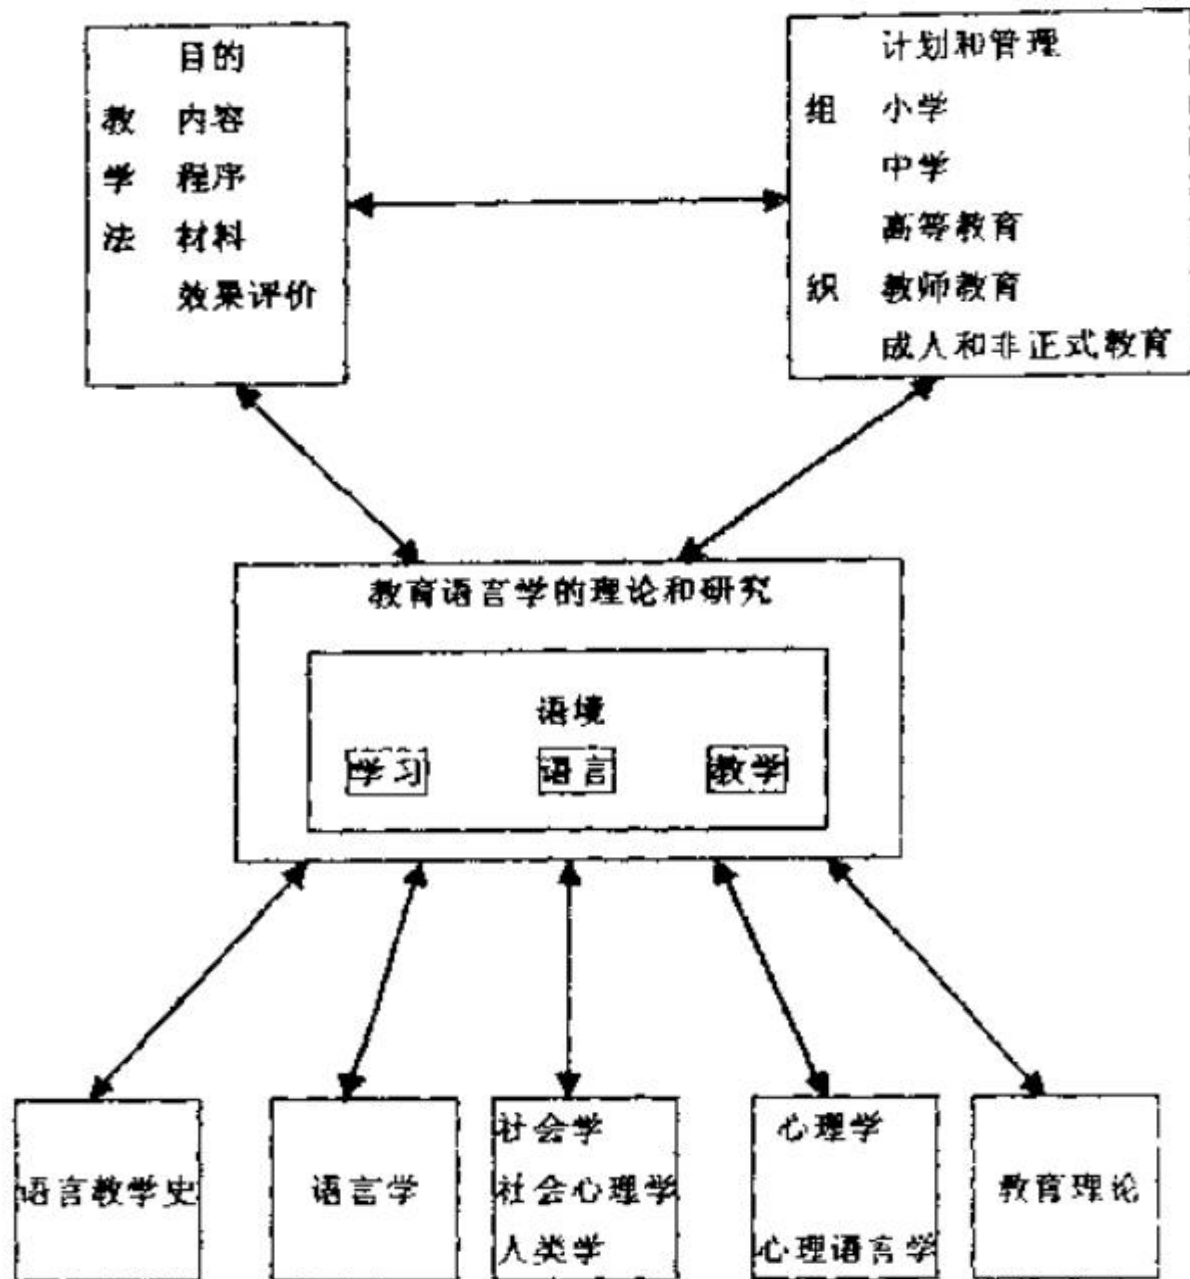 目的
教 内容
学 程序
法 材料
效果评价
计划和管理
组 小学
中学
高等教育
织 教师教育
成人和非正式教育
教育语言学的理论和研究
语境
学习 语言 教学
语言教学史
语言学
社会学
社会心理学
人类学
心理学
心理语言学
教育理论